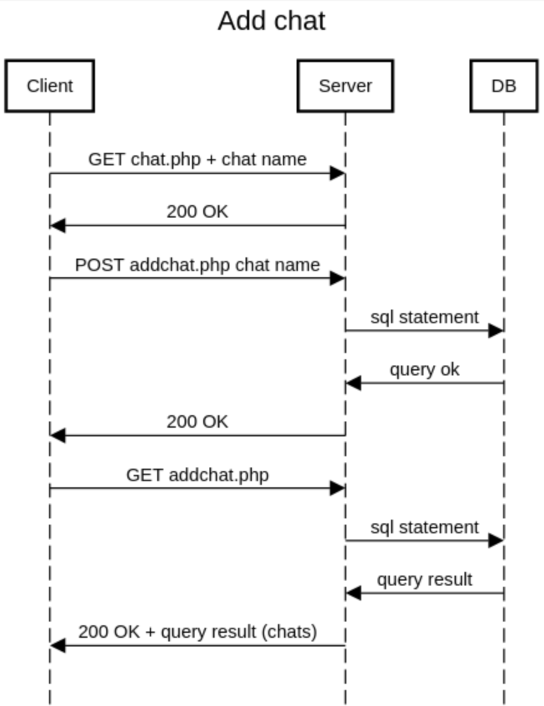 Add chat
Client
Server
DB
GET chat.php + chat name
200 OK
POST addchat.php chat name
sql statement
query ok
200 OK
GET addchat.php
sql statement
query result
200 OK + query result (chats)